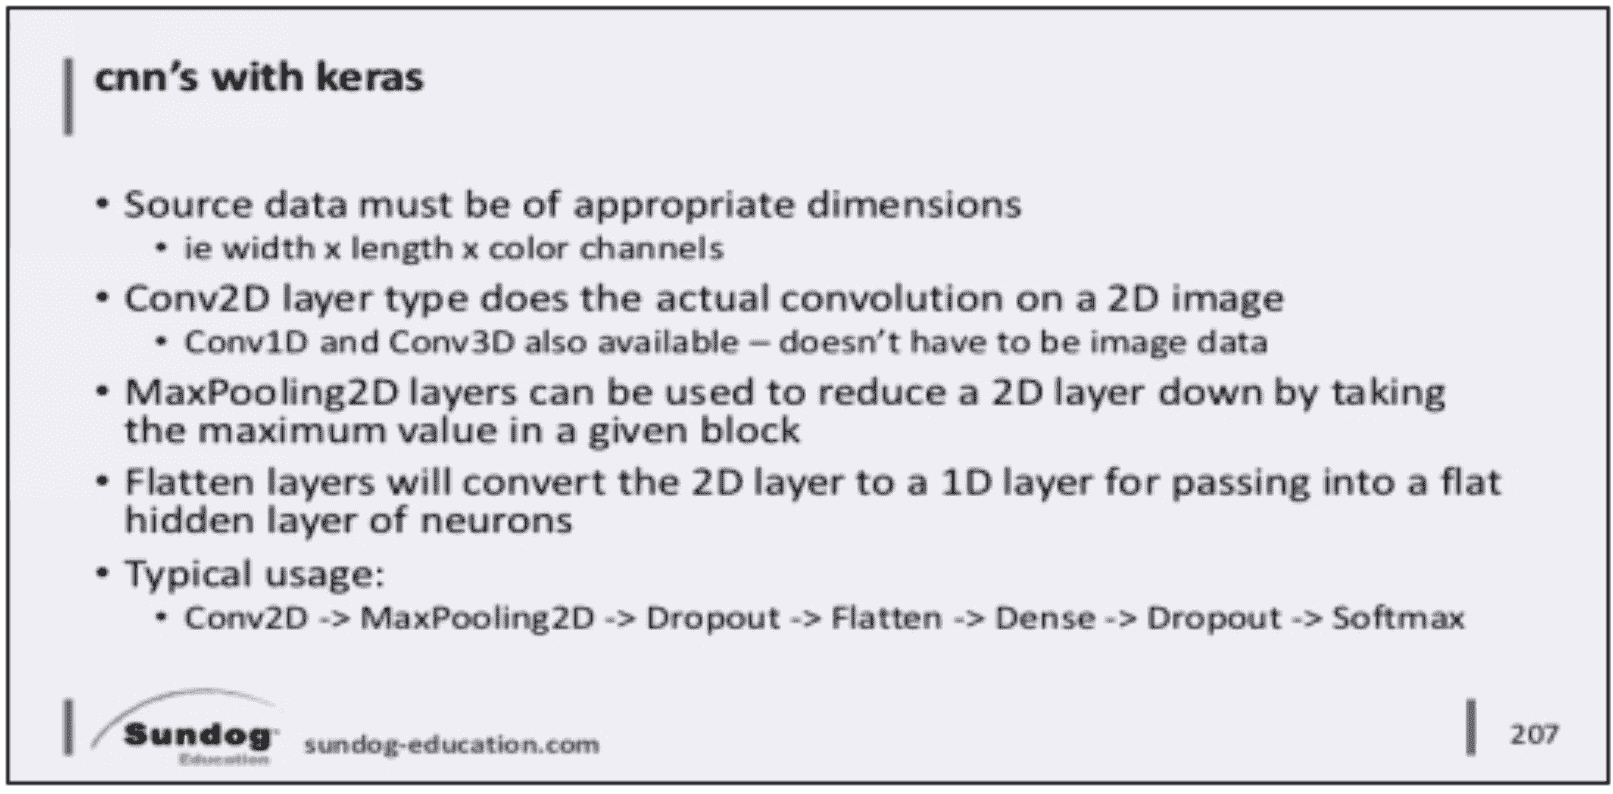 cnn's with keras
• Source data must be of appropriate dimensions
• ie width x length x color channels
• Conv2D layer type does the actual convolution on a 2D image
• Conv1D and Conv3D also available – doesn't have to be image data
• MaxPooling2D layers can be used to reduce a 2D layer down by taking
the maximum value in a given block
• Flatten layers will convert the 2D layer to a 1D layer for passing into a flat
hidden layer of neurons
• Typical usage:
• Conv2D -> MaxPooling2D -> Dropout -> Flatten -> Dense -> Dropout -> Softmax
Sundog
Education
sundog-education.com
207